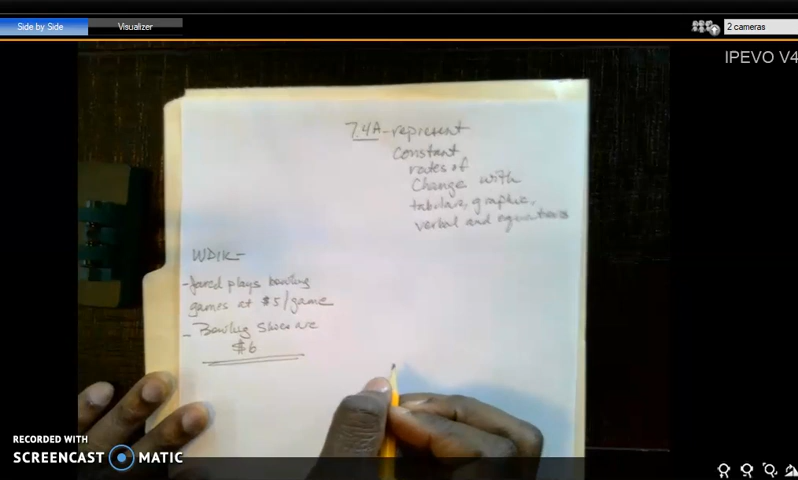 Side by Side
Visualizer
2 cameras
IPEVO V4
7.4A - represent
Constant
rates of
Change with
tabular, graphic,
verbal and equations
WDIK -
- Jared plays bowling
games at $5/game
- Bowling Shoes are
$6
RECORDED WITH
SCREENCAST MATIC